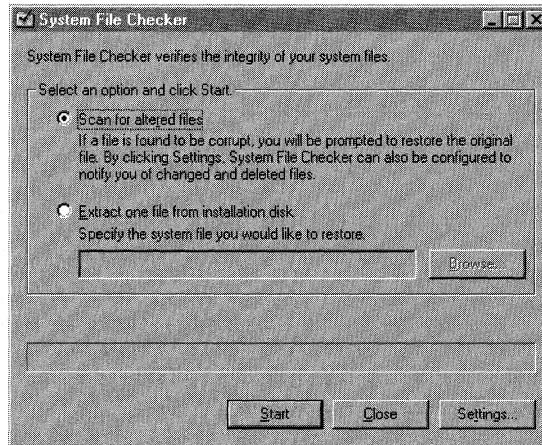 System File Checker
System File Checker verifies the integrity of your system files.
Select an option and click Start.
Scan for altered files
If a file is found to be corrupt, you will be prompted to restore the original
file. By clicking Settings, System File Checker can also be configured to
notify you of changed and deleted files.
Extract one file from installation disk.
Specify the system file you would like to restore.
Browse...
Start
Close
Settings...